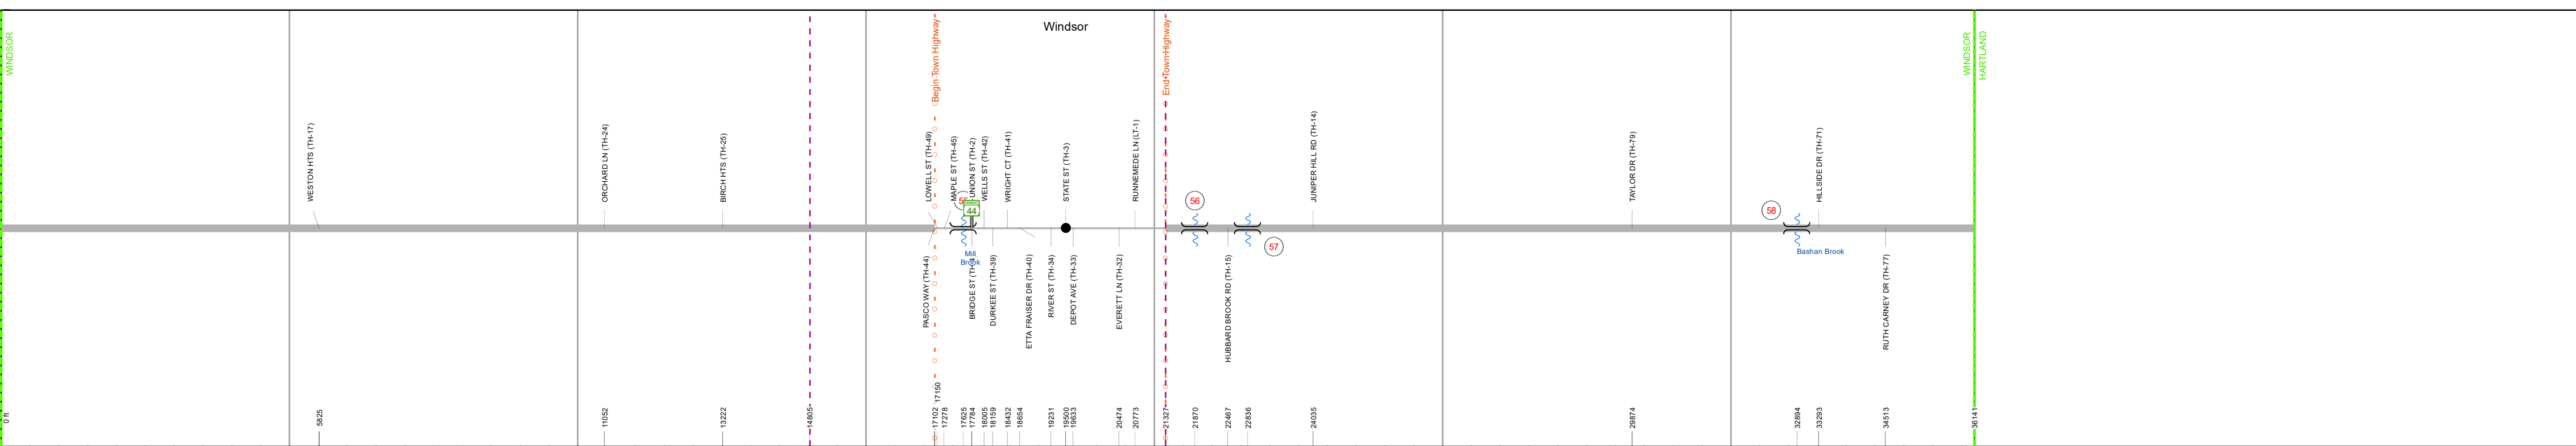 Windsor
WINDSOR
Begin Town Highway
End Town Highway
WINDSOR
HARTLAND
WESTON HTS (TH-17)
ORCHARD LN (TH-24)
BIRCH HTS (TH-25)
LOWELL ST (TH-49)
MAPLE ST (TH-45)
UNION ST (TH-2)
WELLS ST (TH-42)
WRIGHT CT (TH-41)
STATE ST (TH-3)
RUNNEMEDE LN (LT-1)
JUNIPER HILL RD (TH-14)
TAYLOR DR (TH-79)
HILLSIDE DR (TH-71)
44
56
57
58
Mill
Brook
Bashan Brook
PASCO WAY (TH-44)
BRIDGE ST (TH-4
DURKEE ST (TH-39)
ETTA FRAISER DR (TH-40)
RIVER ST (TH-34)
DEPOT AVE (TH-33)
EVERETT LN (TH-32)
HUBBARD BROOK RD (TH-15)
RUTH CARNEY DR (TH-77)
0 ft
5825
11052
13222
14805
17102
17150
17278
17625
17784
18005
18159
18432
18654
19231
19500
19633
20474
20773
21327
21870
22467
22836
24035
29874
32894
33293
34513
36141